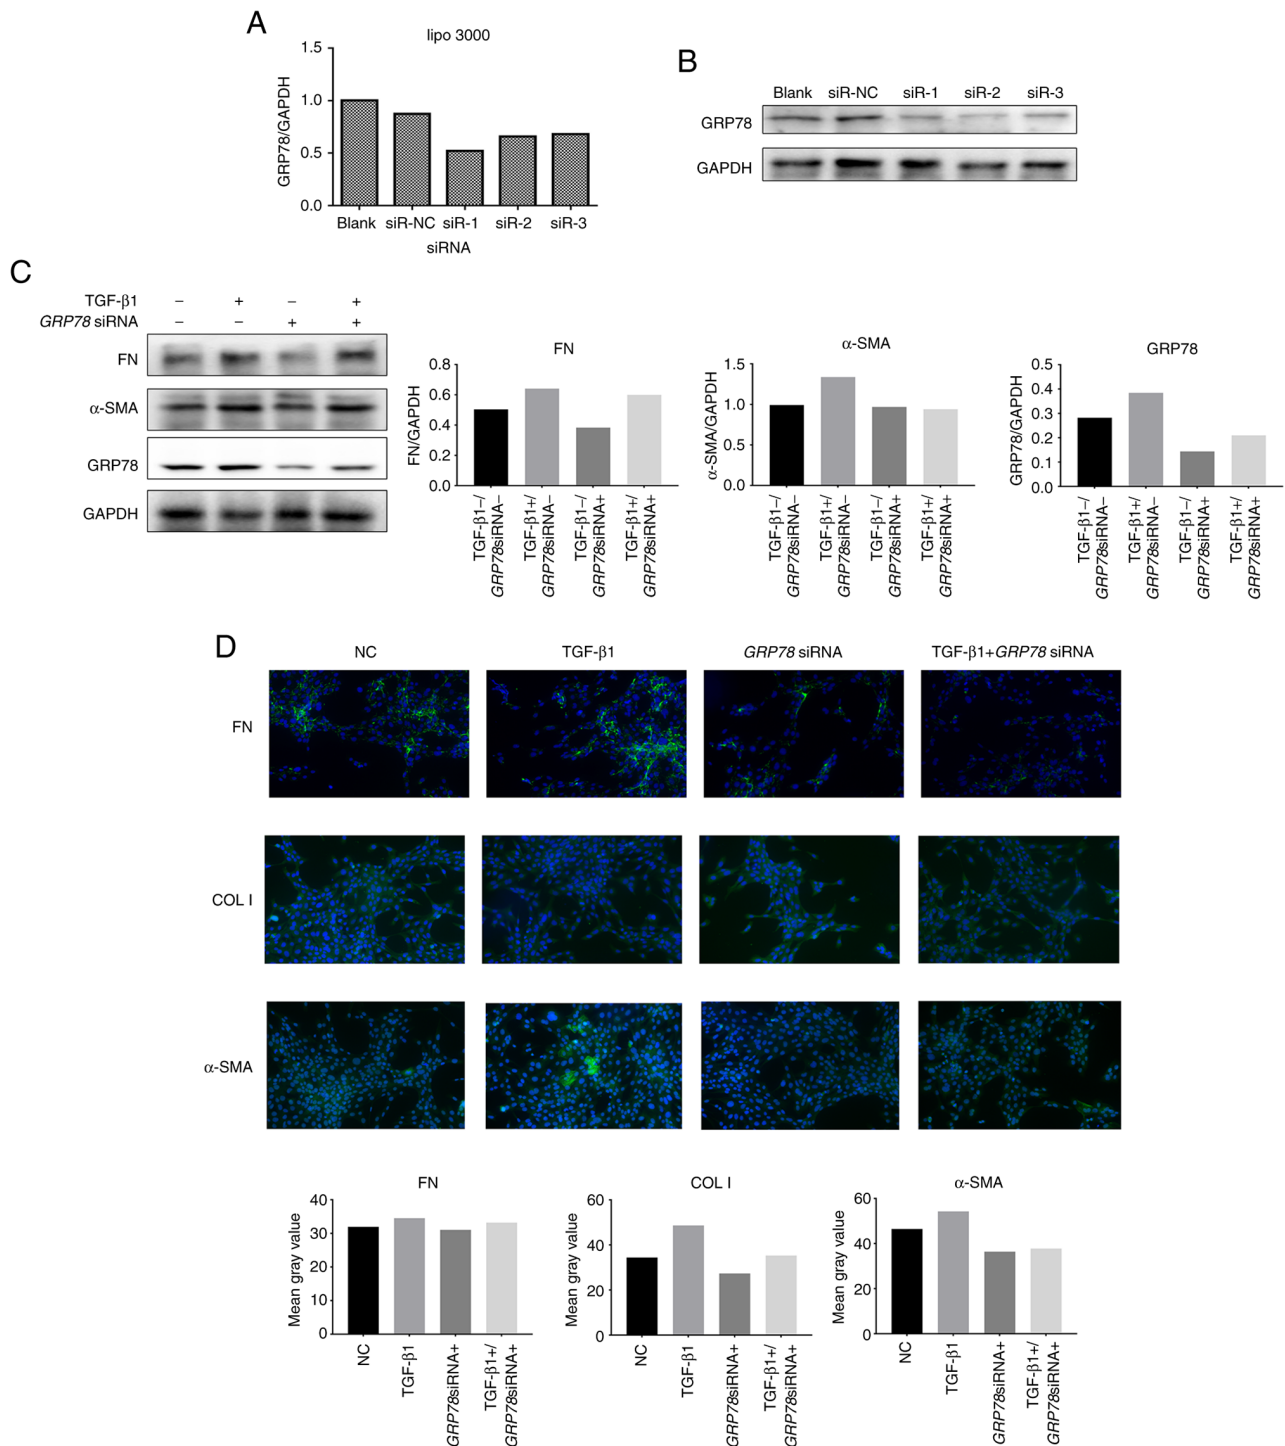 A
lipo 3000
GRP78/GAPDH
1.5
1.0
0.5
0.0
Blank siR-NC siR-1 siR-2 siR-3
siRNA
B
Blank siR-NC siR-1 siR-2 siR-3
GRP78
GAPDH
C
TGF-β1 – + – +
GRP78 siRNA – – + +
FN
α-SMA
GRP78
GAPDH
FN
FN/GAPDH
0.8
0.6
0.4
0.2
0.0
TGF-β1–/
GRP78siRNA–
TGF-β1+/
GRP78siRNA–
TGF-β1–/
GRP78siRNA+
TGF-β1+/
GRP78siRNA+
α-SMA
α-SMA/GAPDH
1.5
1.0
0.5
0.0
TGF-β1–/
GRP78siRNA–
TGF-β1+/
GRP78siRNA–
TGF-β1–/
GRP78siRNA+
TGF-β1+/
GRP78siRNA+
GRP78
GRP78/GAPDH
0.5
0.4
0.3
0.2
0.1
0.0
TGF-β1–/
GRP78siRNA–
TGF-β1+/
GRP78siRNA–
TGF-β1–/
GRP78siRNA+
TGF-β1+/
GRP78siRNA+
D
NC TGF-β1 GRP78 siRNA TGF-β1+GRP78 siRNA
FN
COL I
α-SMA
FN
Mean gray value
40
30
20
10
0
NC
TGF-β1
GRP78siRNA+
TGF-β1+/
GRP78siRNA+
COL I
Mean gray value
60
40
20
0
NC
TGF-β1
GRP78siRNA+
TGF-β1+/
GRP78siRNA+
α-SMA
Mean gray value
60
40
20
0
NC
TGF-β1
GRP78siRNA+
TGF-β1+/
GRP78siRNA+